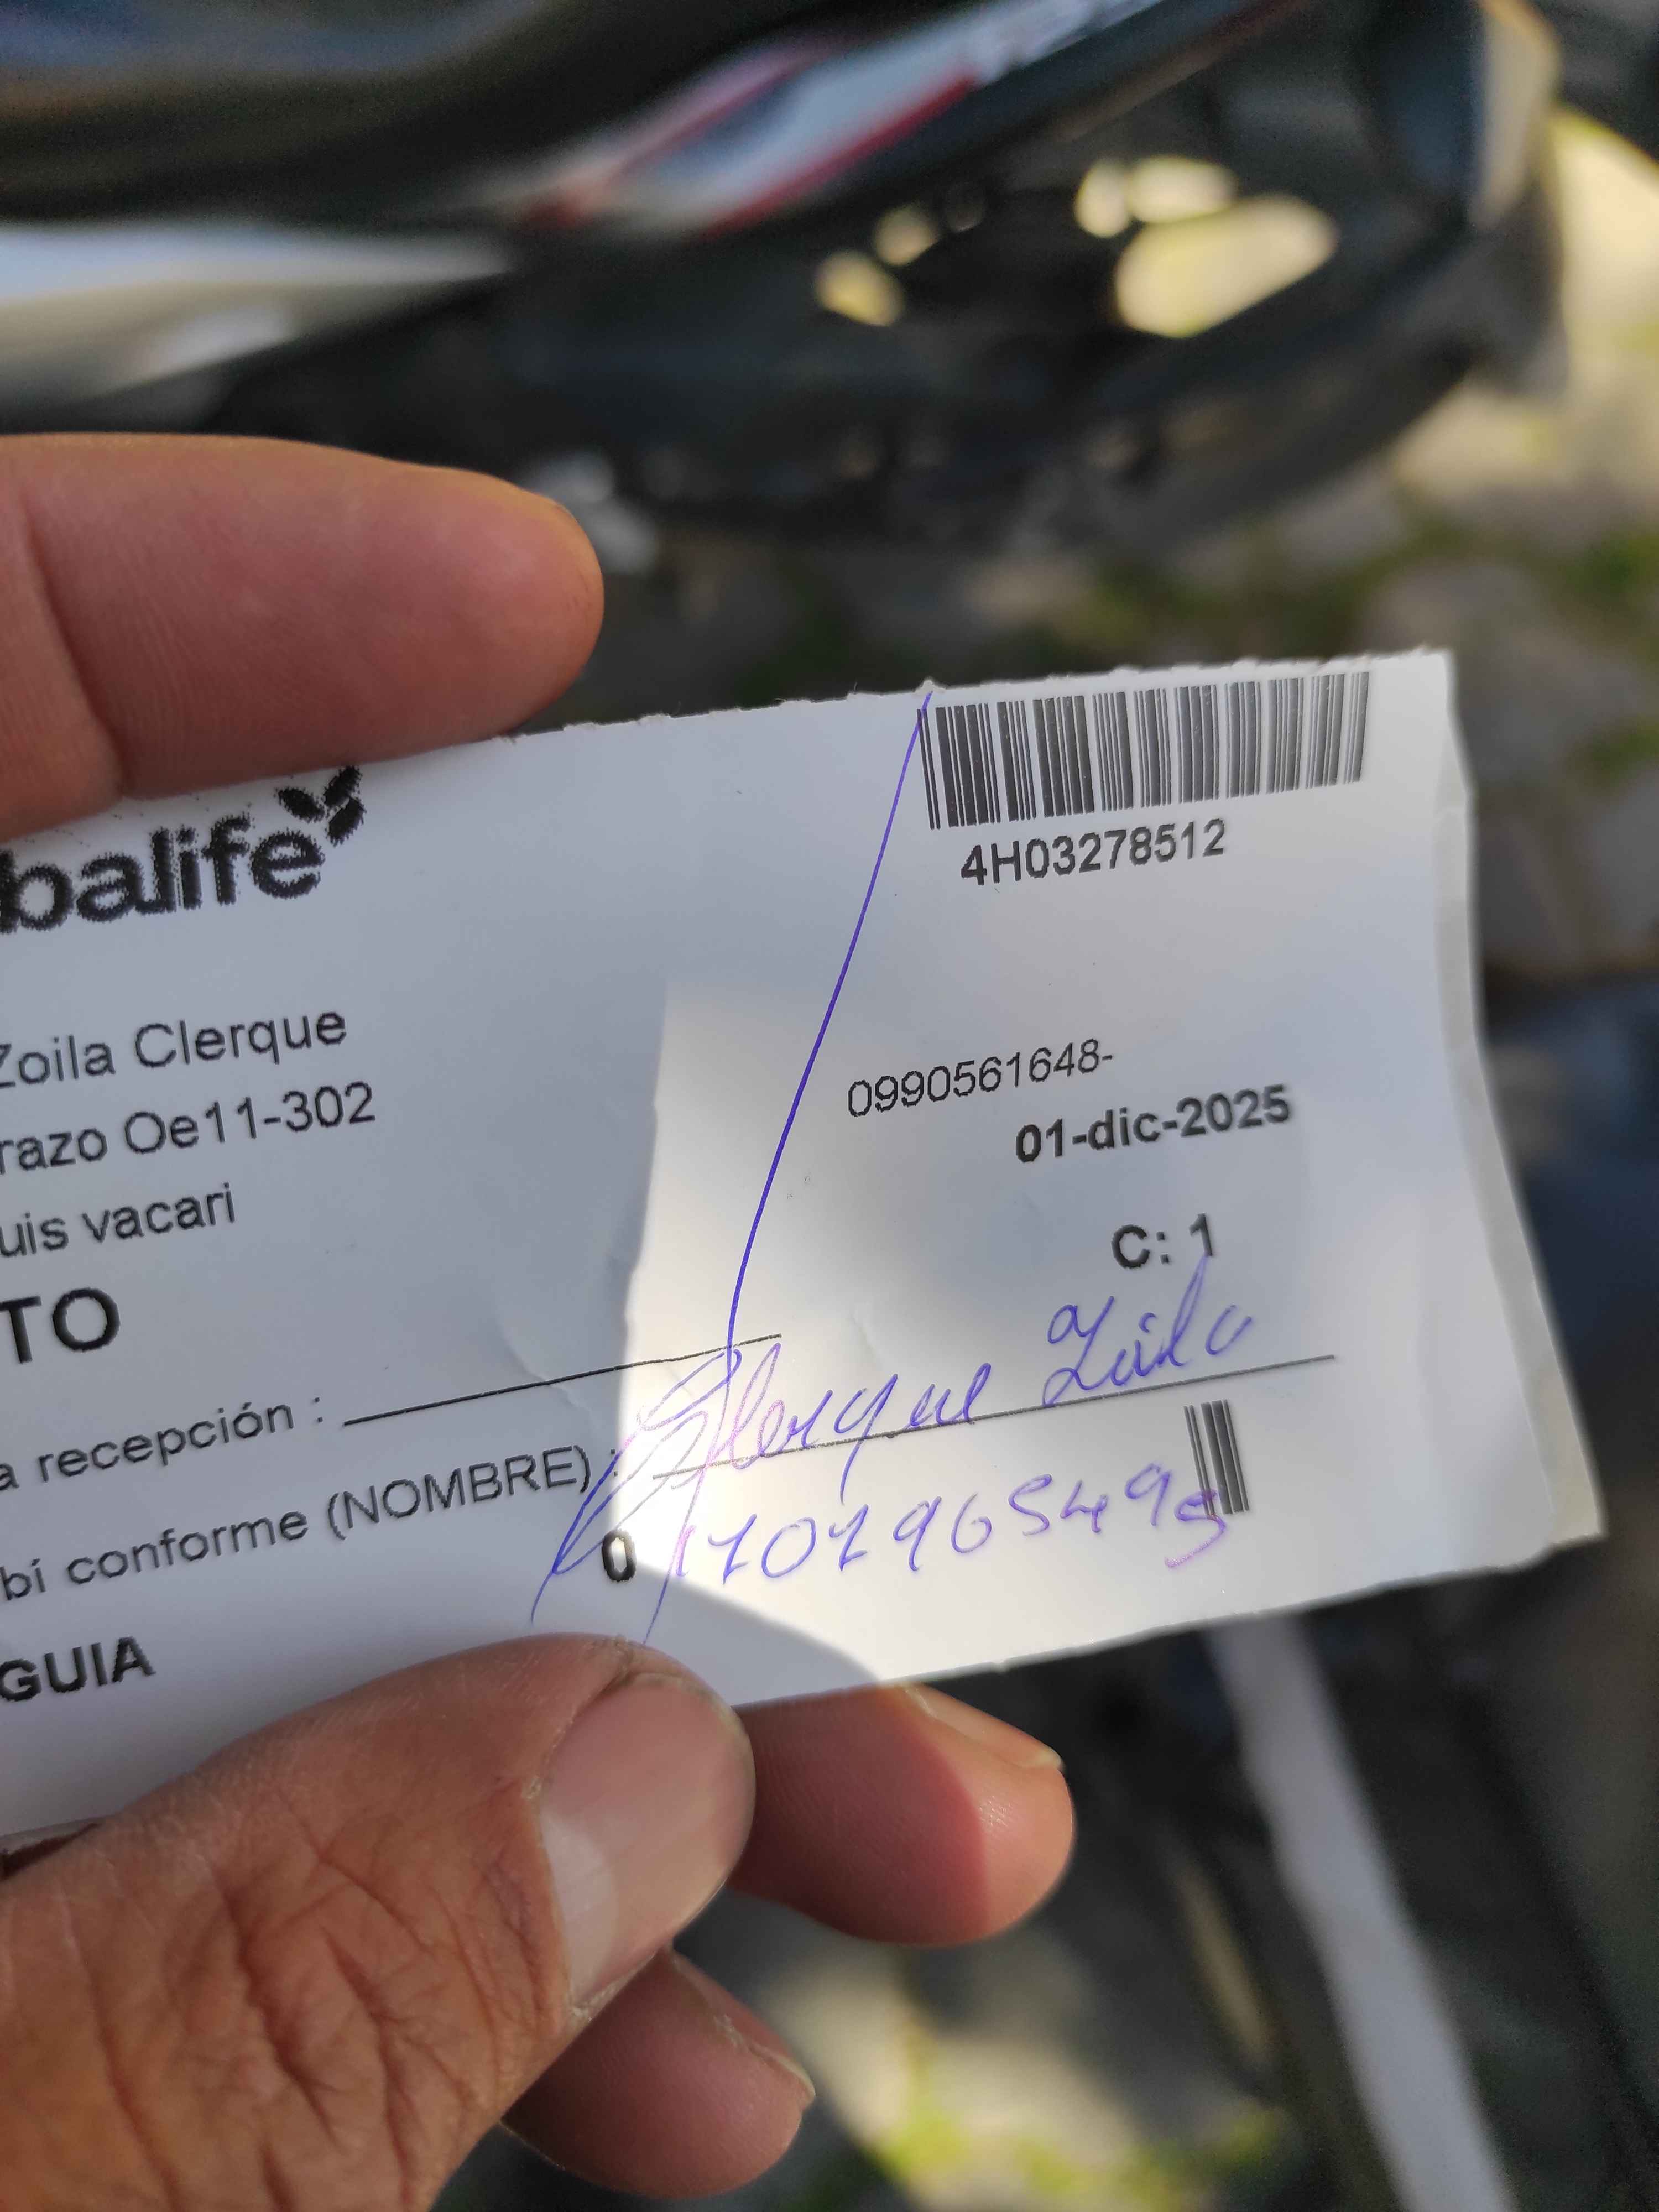 balife
4H03278512
Zoila Clerque
razo Oe11-302
0990561648-
01-dic-2025
uis vacari
C: 1
TO
a recepción :
bí conforme (NOMBRE) : Clerque Zoila
0
GUIA